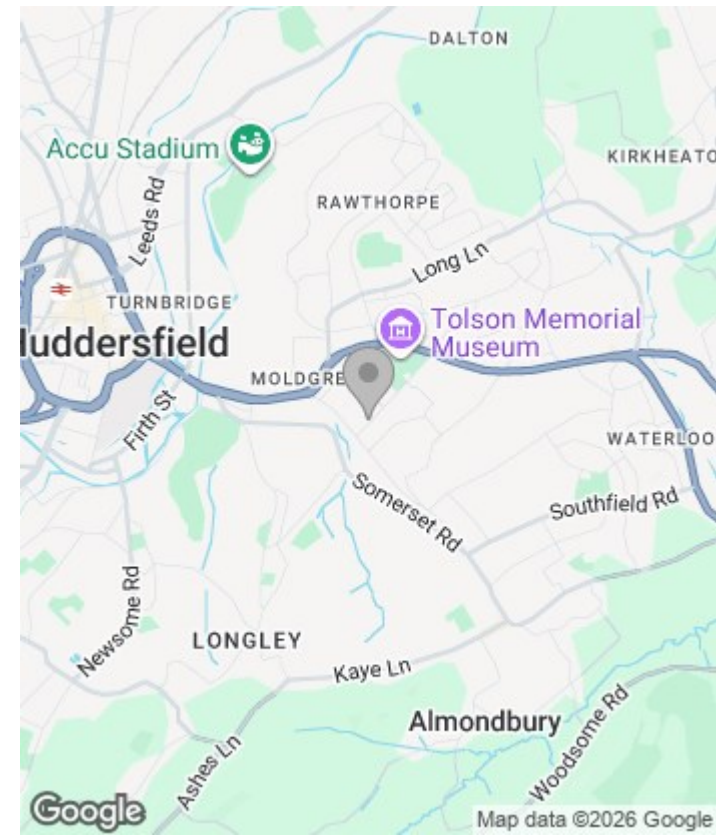 DALTON
Accu Stadium
KIRKHEATO
RAWTHORPE
Leeds Rd
Long Ln
TURNBRIDGE
Tolson Memorial
Museum
Huddersfield
MOLDGRE
Firth St
WATERLOO
Somerset Rd
Southfield Rd
Newsome Rd
LONGLEY
Kaye Ln
Almondbury
Ashes Ln
Woodsome Rd
Google
Map data ©2026 Google